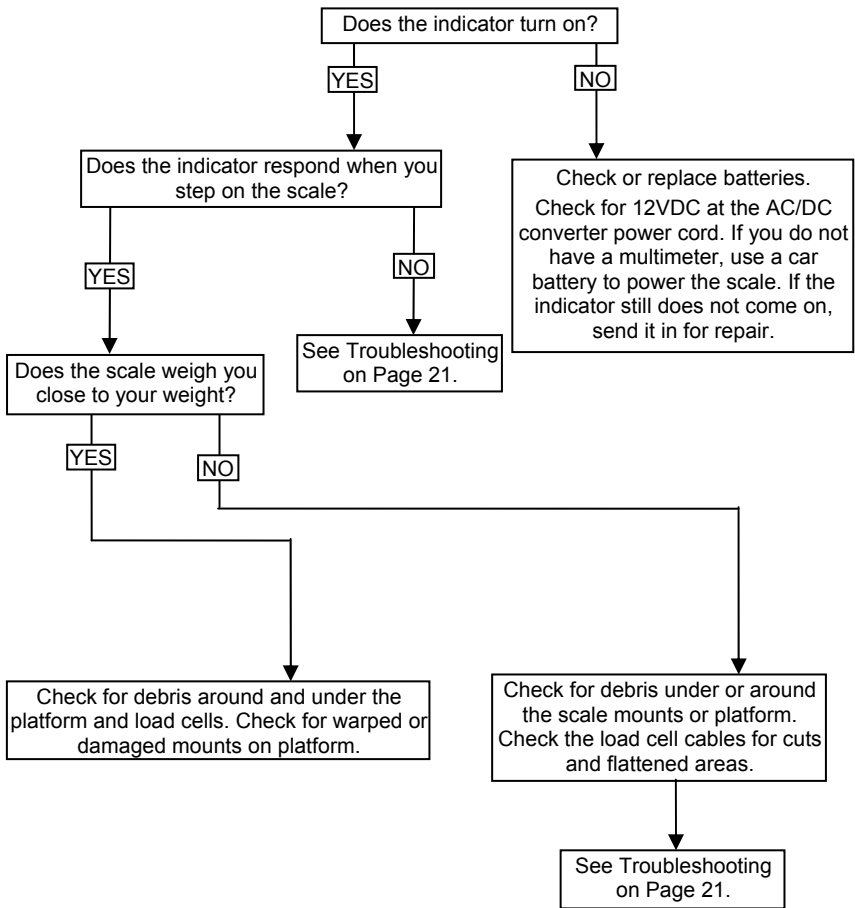 Does the indicator turn on?
YES
NO
Does the indicator respond when you
step on the scale?
Check or replace batteries.
Check for 12VDC at the AC/DC
converter power cord. If you do not
have a multimeter, use a car
battery to power the scale. If the
indicator still does not come on,
send it in for repair.
YES
NO
See Troubleshooting
on Page 21.
Does the scale weigh you
close to your weight?
YES
NO
Check for debris around and under the
platform and load cells. Check for warped or
damaged mounts on platform.
Check for debris under or around
the scale mounts or platform.
Check the load cell cables for cuts
and flattened areas.
See Troubleshooting
on Page 21.